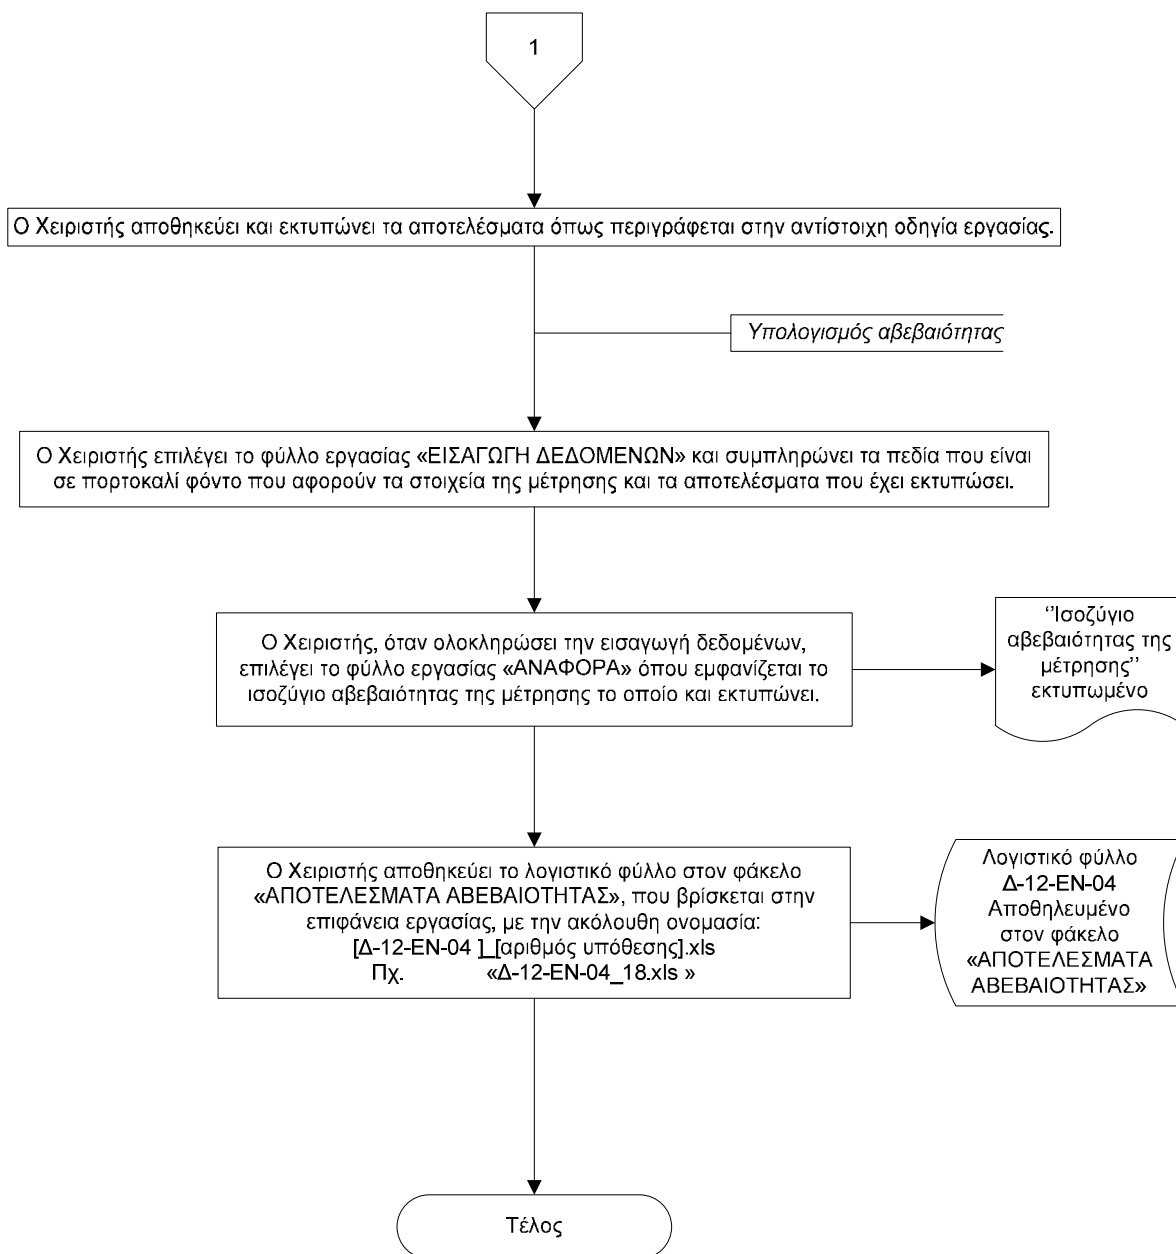 1
Ο Χειριστής αποθηκεύει και εκτυπώνει τα αποτελέσματα όπως περιγράφεται στην αντίστοιχη οδηγία εργασίας.
Υπολογισμός αβεβαιότητας
Ο Χειριστής επιλέγει το φύλλο εργασίας «ΕΙΣΑΓΩΓΗ ΔΕΔΟΜΕΝΩΝ» και συμπληρώνει τα πεδία που είναι
σε πορτοκαλί φόντο που αφορούν τα στοιχεία της μέτρησης και τα αποτελέσματα που έχει εκτυπώσει.
Ο Χειριστής, όταν ολοκληρώσει την εισαγωγή δεδομένων,
επιλέγει το φύλλο εργασίας «ΑΝΑΦΟΡΑ» όπου εμφανίζεται το
ισοζύγιο αβεβαιότητας της μέτρησης το οποίο και εκτυπώνει.
‘’Ισοζύγιο
αβεβαιότητας της
μέτρησης’’
εκτυπωμένο
Ο Χειριστής αποθηκεύει το λογιστικό φύλλο στον φάκελο
«ΑΠΟΤΕΛΕΣΜΑΤΑ ΑΒΕΒΑΙΟΤΗΤΑΣ», που βρίσκεται στην
επιφάνεια εργασίας, με την ακόλουθη ονομασία:
[Δ-12-ΕΝ-04 ]_[αριθμός υπόθεσης].xls
Πχ. «Δ-12-ΕΝ-04_18.xls »
Λογιστικό φύλλο
Δ-12-ΕΝ-04
Αποθηλευμένο
στον φάκελο
«ΑΠΟΤΕΛΕΣΜΑΤΑ
ΑΒΕΒΑΙΟΤΗΤΑΣ»
Τέλος